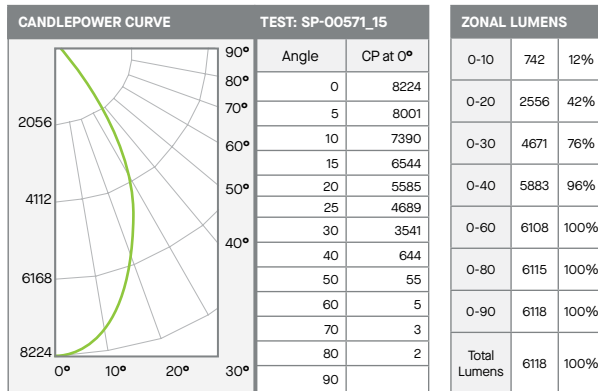 CANDLEPOWER CURVE
TEST: SP-00571_15
2056
4112
6168
8224
0°
10°
20°
30°
40°
50°
60°
70°
80°
90°
Angle CP at 0°
0 8224
5 8001
10 7390
15 6544
20 5585
25 4689
30 3541
40 644
50 55
60 5
70 3
80 2
90
ZONAL LUMENS
0-10 742 12%
0-20 2556 42%
0-30 4671 76%
0-40 5883 96%
0-60 6108 100%
0-80 6115 100%
0-90 6118 100%
Total
Lumens 6118 100%